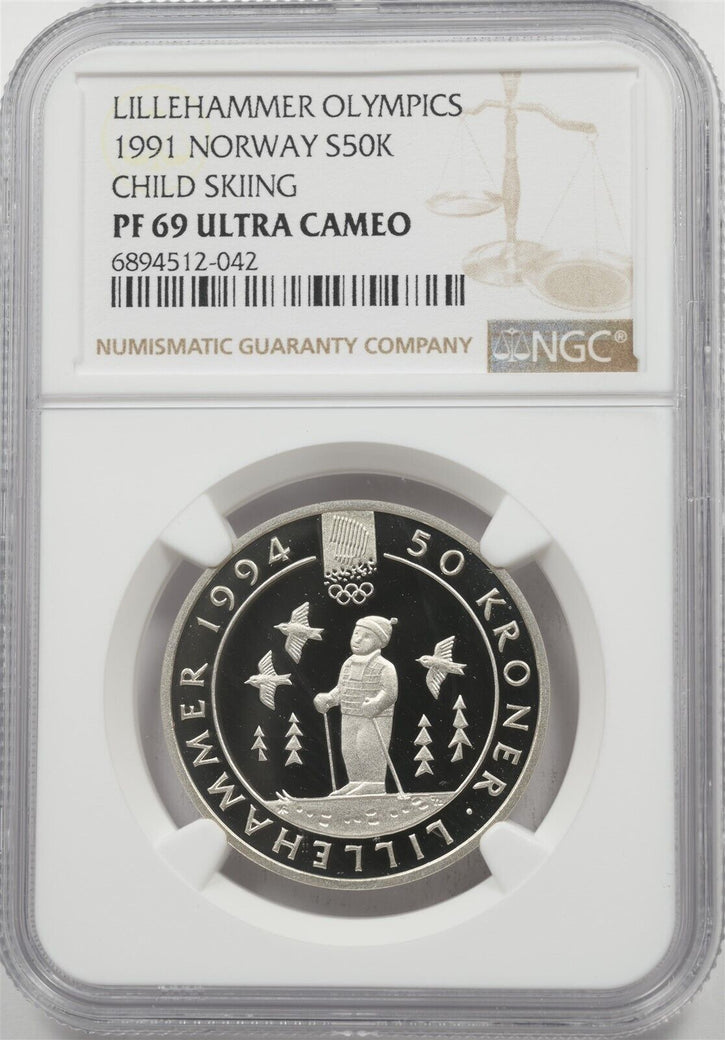 LILLEHAMMER OLYMPICS
1991 NORWAY S50K
CHILD SKIING
PF 69 ULTRA CAMEO
6894512-042
NUMISMATIC GUARANTY COMPANY
NGC®
LILLEHAMMER 1994
50 KRONER · LILLEHAMMER